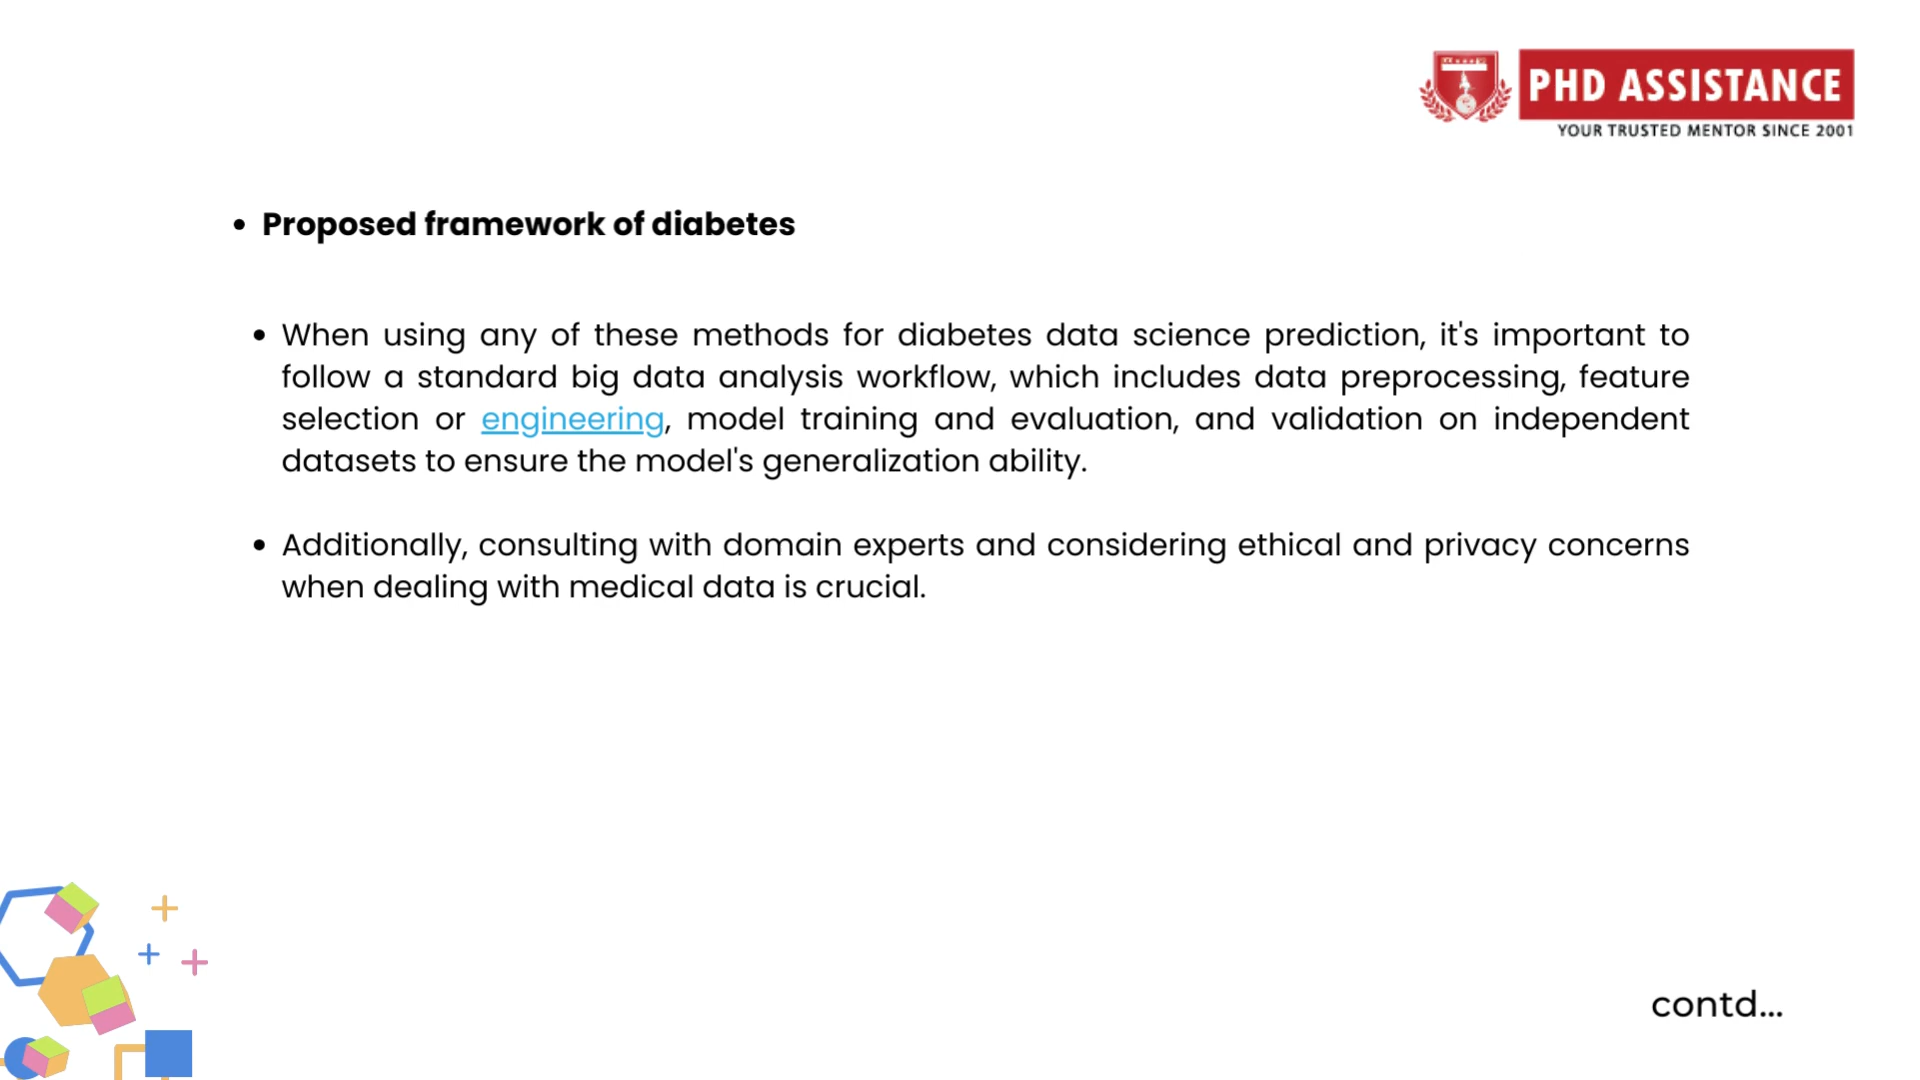 PHD ASSISTANCE
YOUR TRUSTED MENTOR SINCE 2001
• Proposed framework of diabetes
• When using any of these methods for diabetes data science prediction, it's important to
follow a standard big data analysis workflow, which includes data preprocessing, feature
selection or engineering, model training and evaluation, and validation on independent
datasets to ensure the model's generalization ability.
• Additionally, consulting with domain experts and considering ethical and privacy concerns
when dealing with medical data is crucial.
contd...